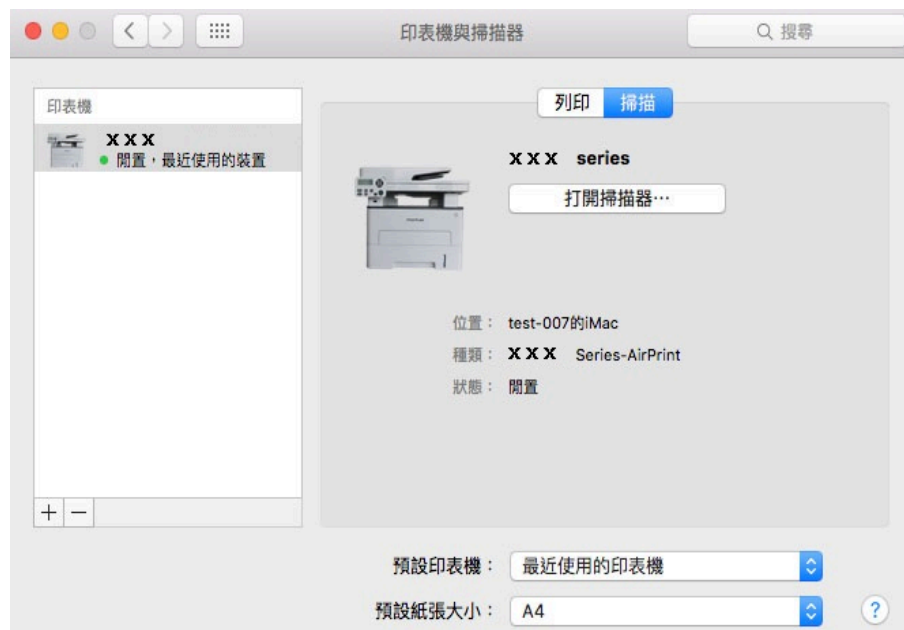 印表機與掃描器
搜尋
印表機
XXX
閒置，最近使用的裝置
列印 掃描
XXX series
打開掃描器…
位置： test-007的iMac
種類： XXX Series-AirPrint
狀態： 閒置
+ −
預設印表機： 最近使用的印表機
預設紙張大小： A4
?